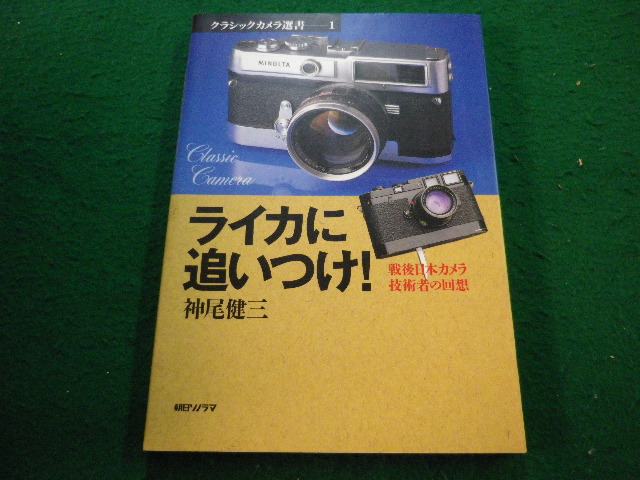 クラシックカメラ選書——1
MINOLTA
Classic
Camera
ライカに
追いつけ!
戦後日本カメラ
技術者の回想
神尾健三
朝日ソノラマ